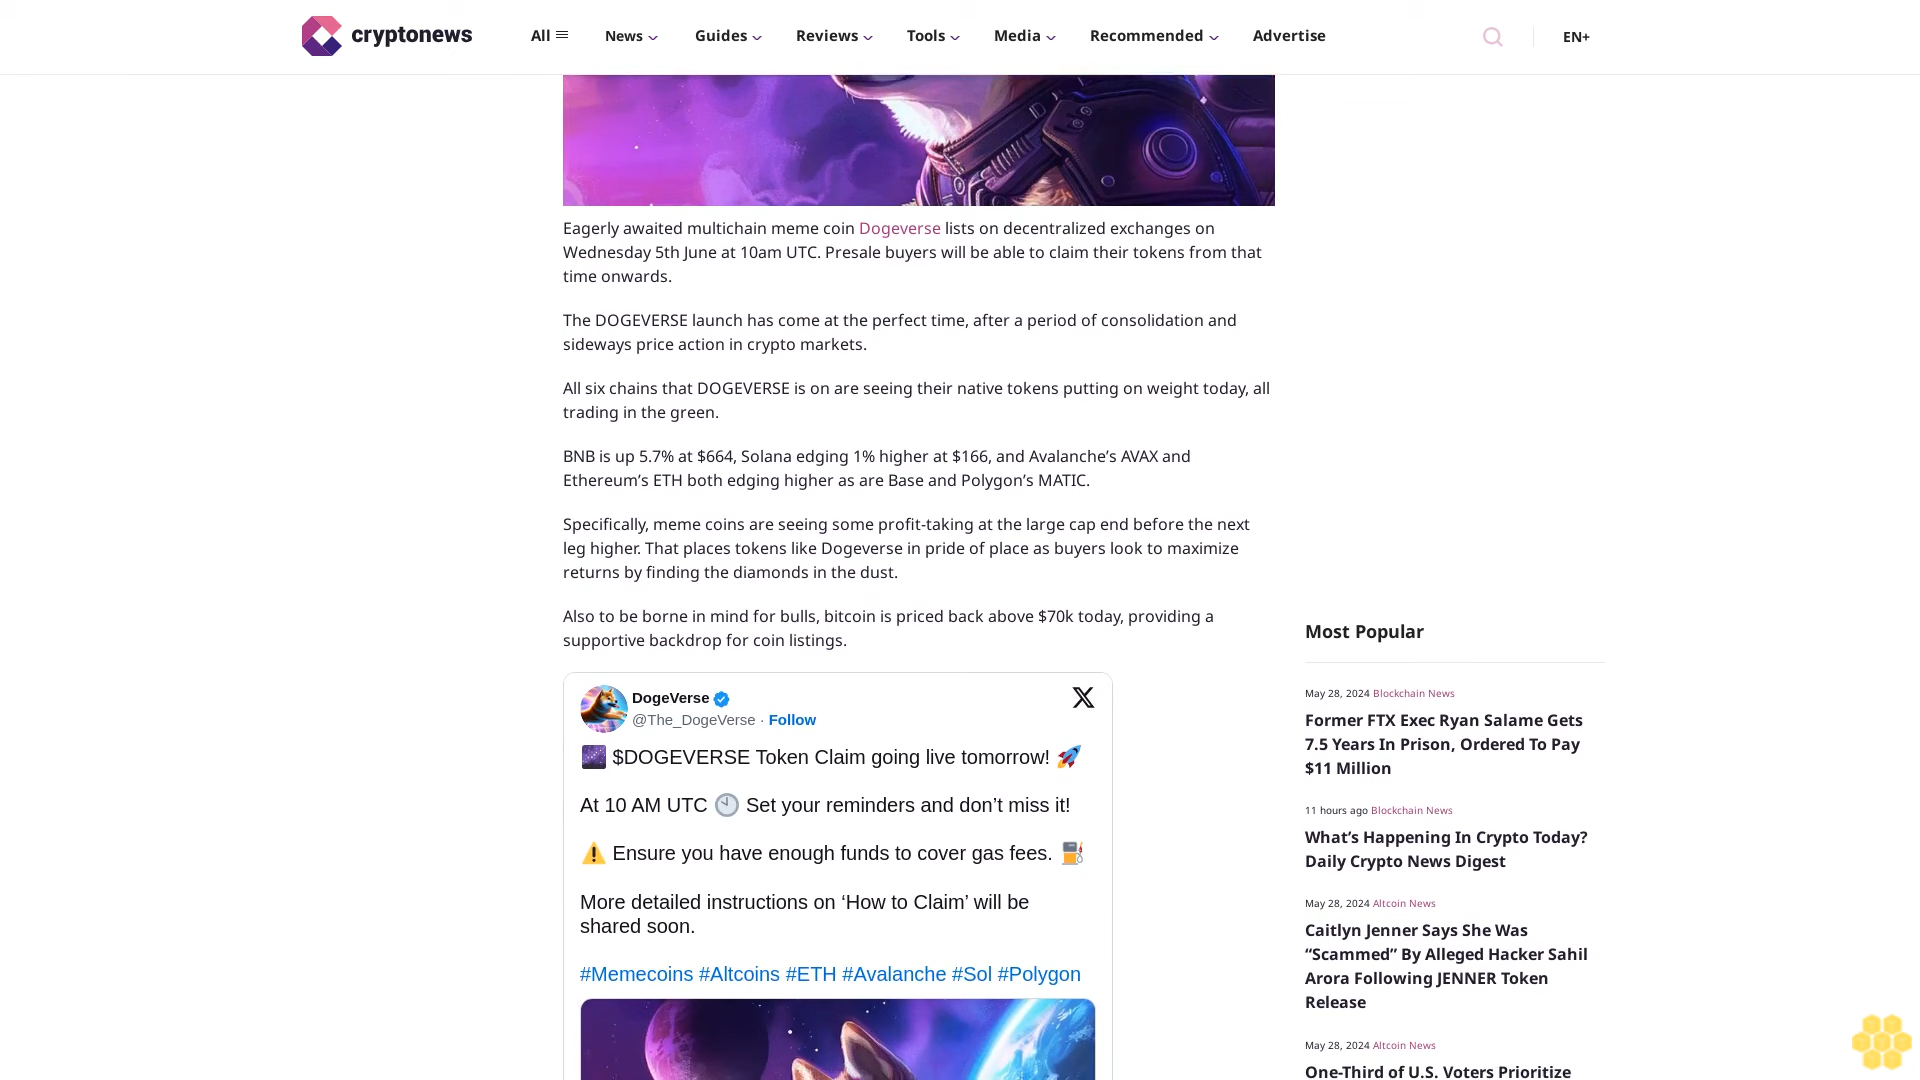 cryptonews
All
News
Guides
Reviews
Tools
Media
Recommended
Advertise
EN+
Eagerly awaited multichain meme coin Dogeverse lists on decentralized exchanges on
Wednesday 5th June at 10am UTC. Presale buyers will be able to claim their tokens from that
time onwards.
The DOGEVERSE launch has come at the perfect time, after a period of consolidation and
sideways price action in crypto markets.
All six chains that DOGEVERSE is on are seeing their native tokens putting on weight today, all
trading in the green.
BNB is up 5.7% at $664, Solana edging 1% higher at $166, and Avalanche’s AVAX and
Ethereum’s ETH both edging higher as are Base and Polygon’s MATIC.
Specifically, meme coins are seeing some profit-taking at the large cap end before the next
leg higher. That places tokens like Dogeverse in pride of place as buyers look to maximize
returns by finding the diamonds in the dust.
Also to be borne in mind for bulls, bitcoin is priced back above $70k today, providing a
supportive backdrop for coin listings.
DogeVerse
@The_DogeVerse · Follow
🌌 $DOGEVERSE Token Claim going live tomorrow! 🚀
At 10 AM UTC 🕙 Set your reminders and don’t miss it!
⚠️ Ensure you have enough funds to cover gas fees. ⛽
More detailed instructions on ‘How to Claim’ will be
shared soon.
#Memecoins #Altcoins #ETH #Avalanche #Sol #Polygon
Most Popular
May 28, 2024 Blockchain News
Former FTX Exec Ryan Salame Gets
7.5 Years In Prison, Ordered To Pay
$11 Million
11 hours ago Blockchain News
What’s Happening In Crypto Today?
Daily Crypto News Digest
May 28, 2024 Altcoin News
Caitlyn Jenner Says She Was
“Scammed” By Alleged Hacker Sahil
Arora Following JENNER Token
Release
May 28, 2024 Altcoin News
One-Third of U.S. Voters Prioritize